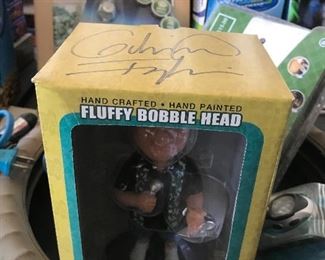 HAND CRAFTED • HAND PAINTED
FLUFFY BOBBLE HEAD